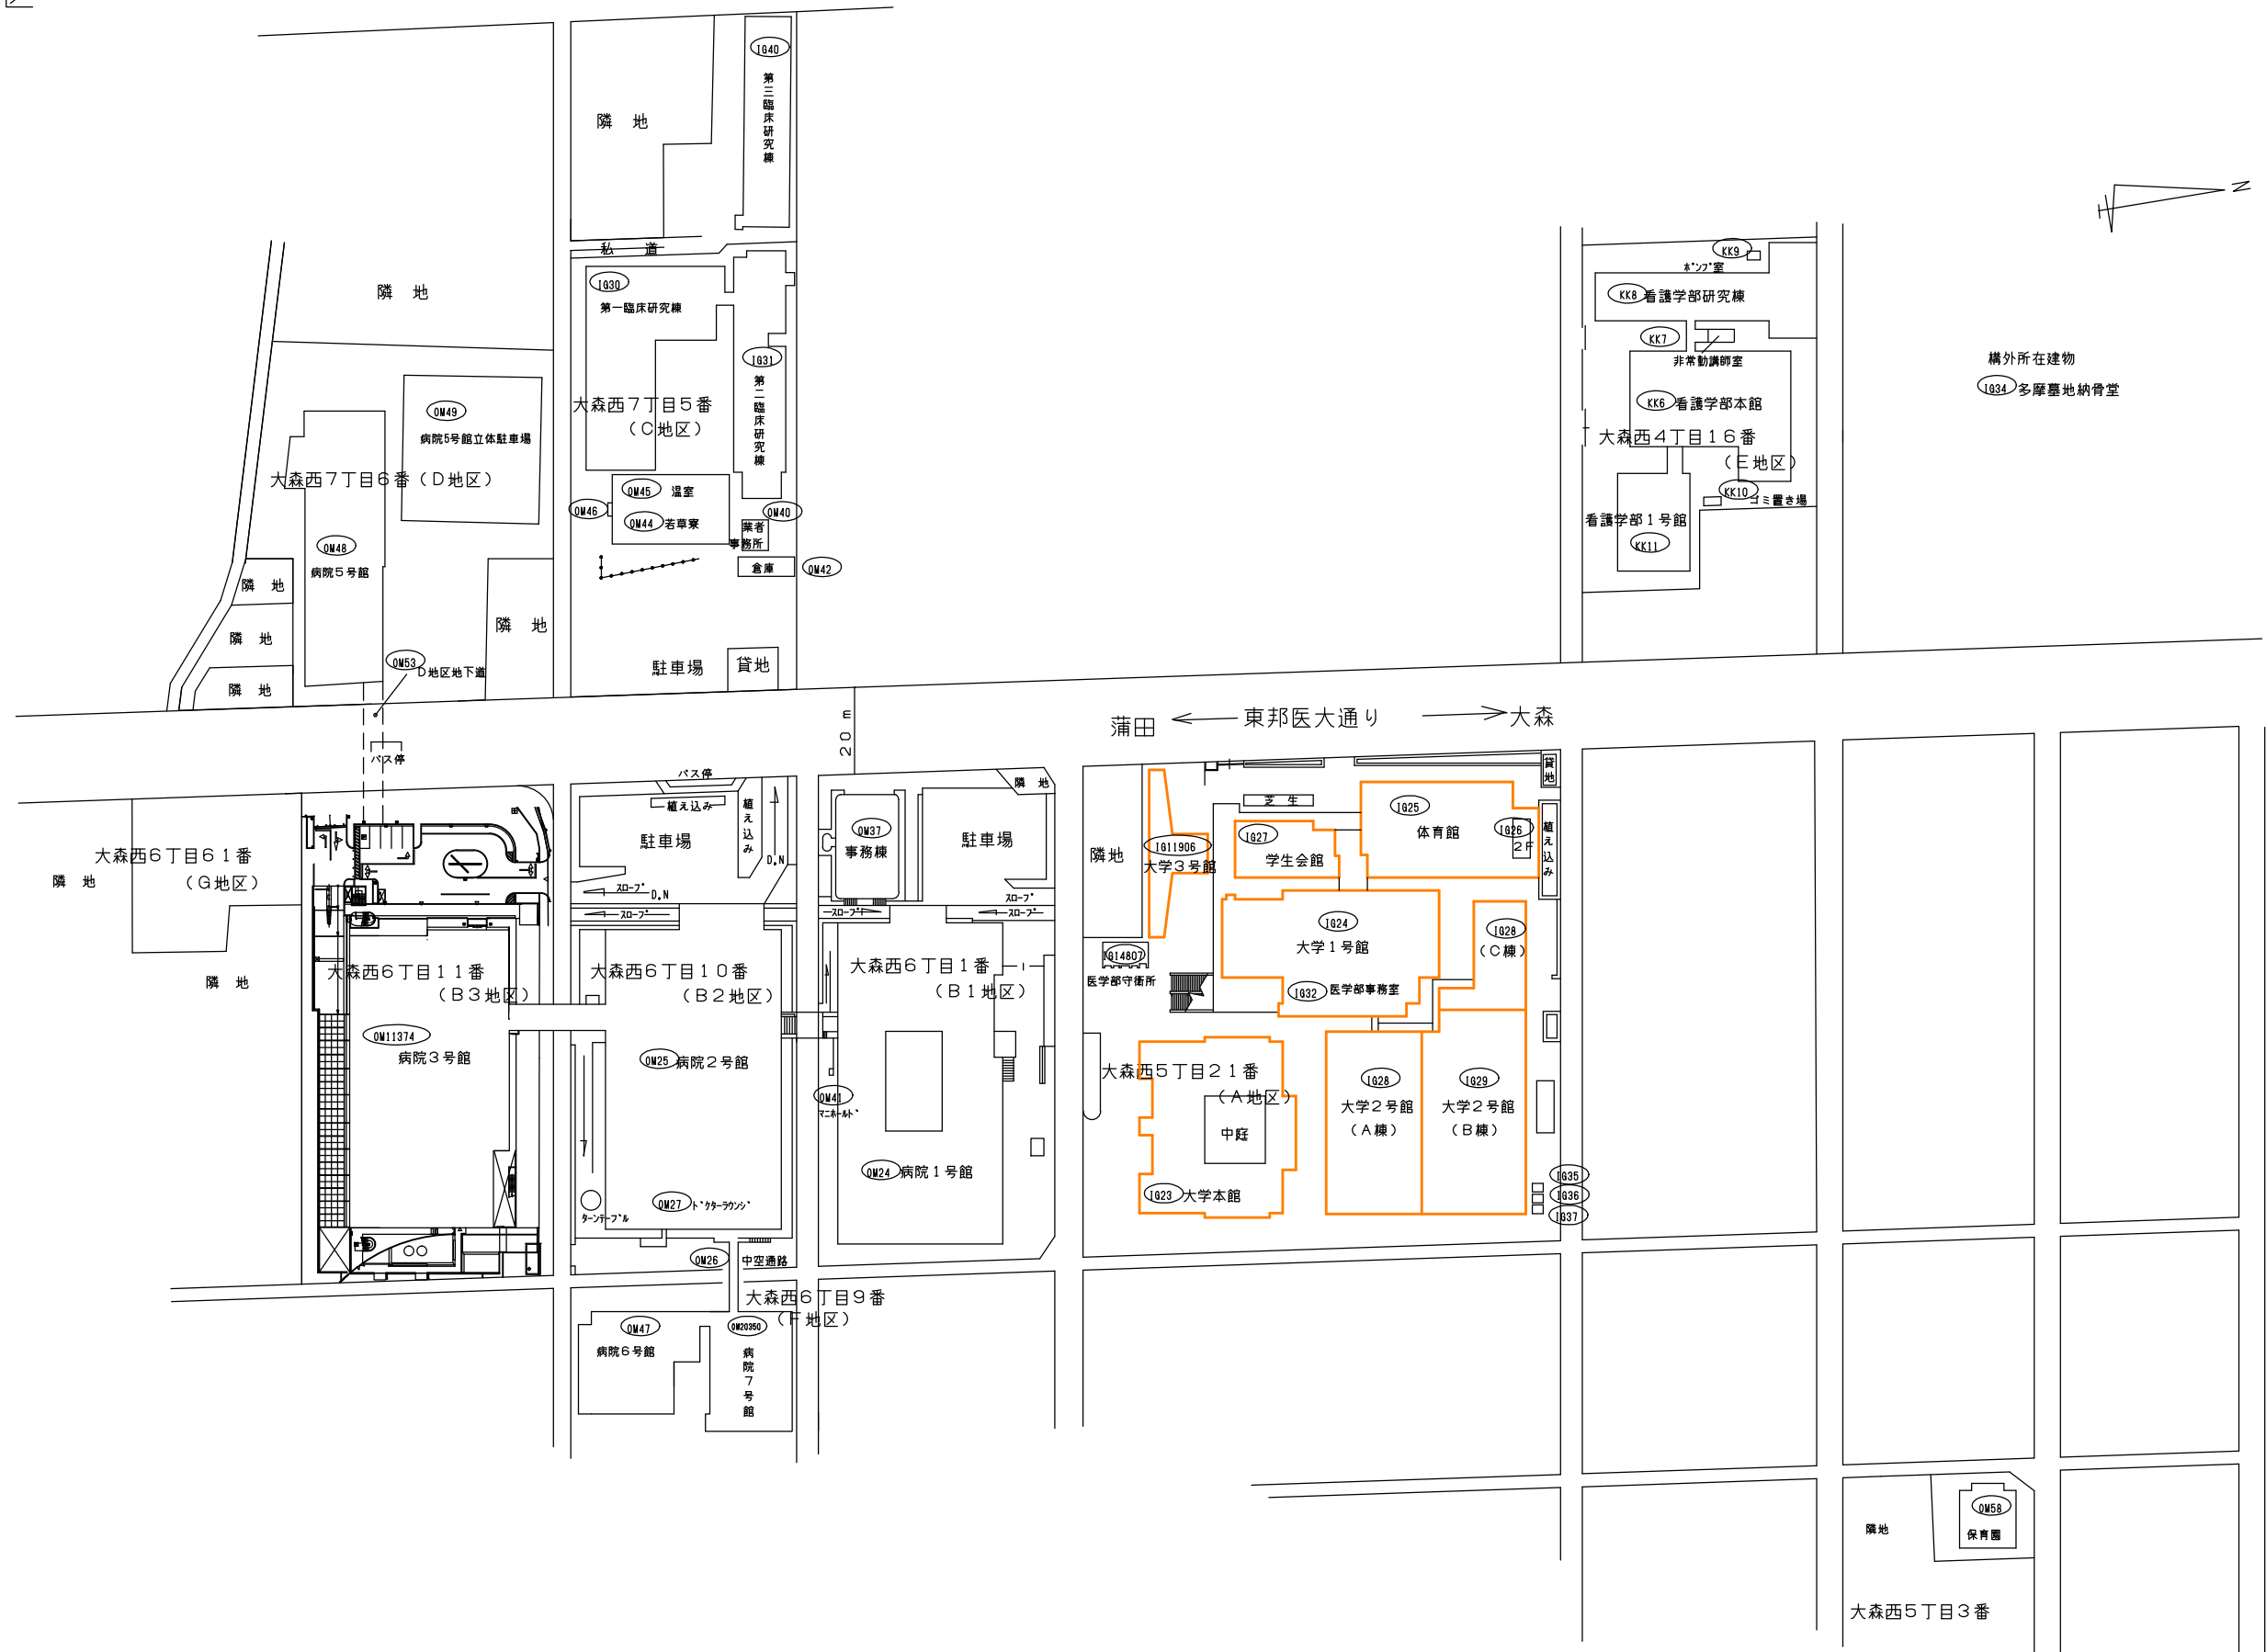 IG40
第三臨床研究棟
隣 地
私 道
IG30
第一臨床研究棟
IG31
第二臨床研究棟
大森西７丁目５番
（Ｃ地区）
OM45 温室
OM46
OM44 若草寮
OM40
業者
事務所
倉庫
OM42
駐車場
貸地
隣 地
OM49
病院5号館立体駐車場
大森西７丁目６番（Ｄ地区）
OM48
病院５号館
隣 地
隣 地
隣 地
隣 地
OM53
Ｄ地区地下道
バス停
N
KK9
ポンプ室
KK8 看護学部研究棟
KK7
非常勤講師室
KK6 看護学部本館
大森西４丁目１６番
（Ｅ地区）
KK10
ゴミ置き場
看護学部１号館
KK11
構外所在建物
IG34 多摩墓地納骨堂
20 m
蒲田
東邦医大通り
大森
大森西６丁目６１番
（Ｇ地区）
隣 地
隣 地
大森西６丁目１１番
（Ｂ３地区）
OM11374
病院３号館
バス停
植え込み
植え込み
駐車場
D.N
スロープ
D.N
スロープ
大森西６丁目１０番
（Ｂ２地区）
OM25 病院２号館
OM27 ドクターラウンジ
ターンテーブル
OM26
中空通路
大森西６丁目９番
（Ｆ地区）
OM47
病院６号館
OM20350
病院７号館
OM37
事務棟
隣 地
駐車場
スロープ
スロープ
スロープ
大森西６丁目１番
（Ｂ１地区）
OM41
マニホールド
OM24 病院１号館
隣地
IG11906
大学３号館
芝 生
IG27
学生会館
IG25
体育館
IG26
２Ｆ
貸地
植え込み
IG24
大学１号館
IG28
（Ｃ棟）
IG14807
医学部守衛所
IG32 医学部事務室
大森西５丁目２１番
（Ａ地区）
中庭
IG23 大学本館
IG28
大学２号館
（Ａ棟）
IG29
大学２号館
（Ｂ棟）
IG35
IG36
IG37
隣地
OM58
保育園
大森西５丁目３番